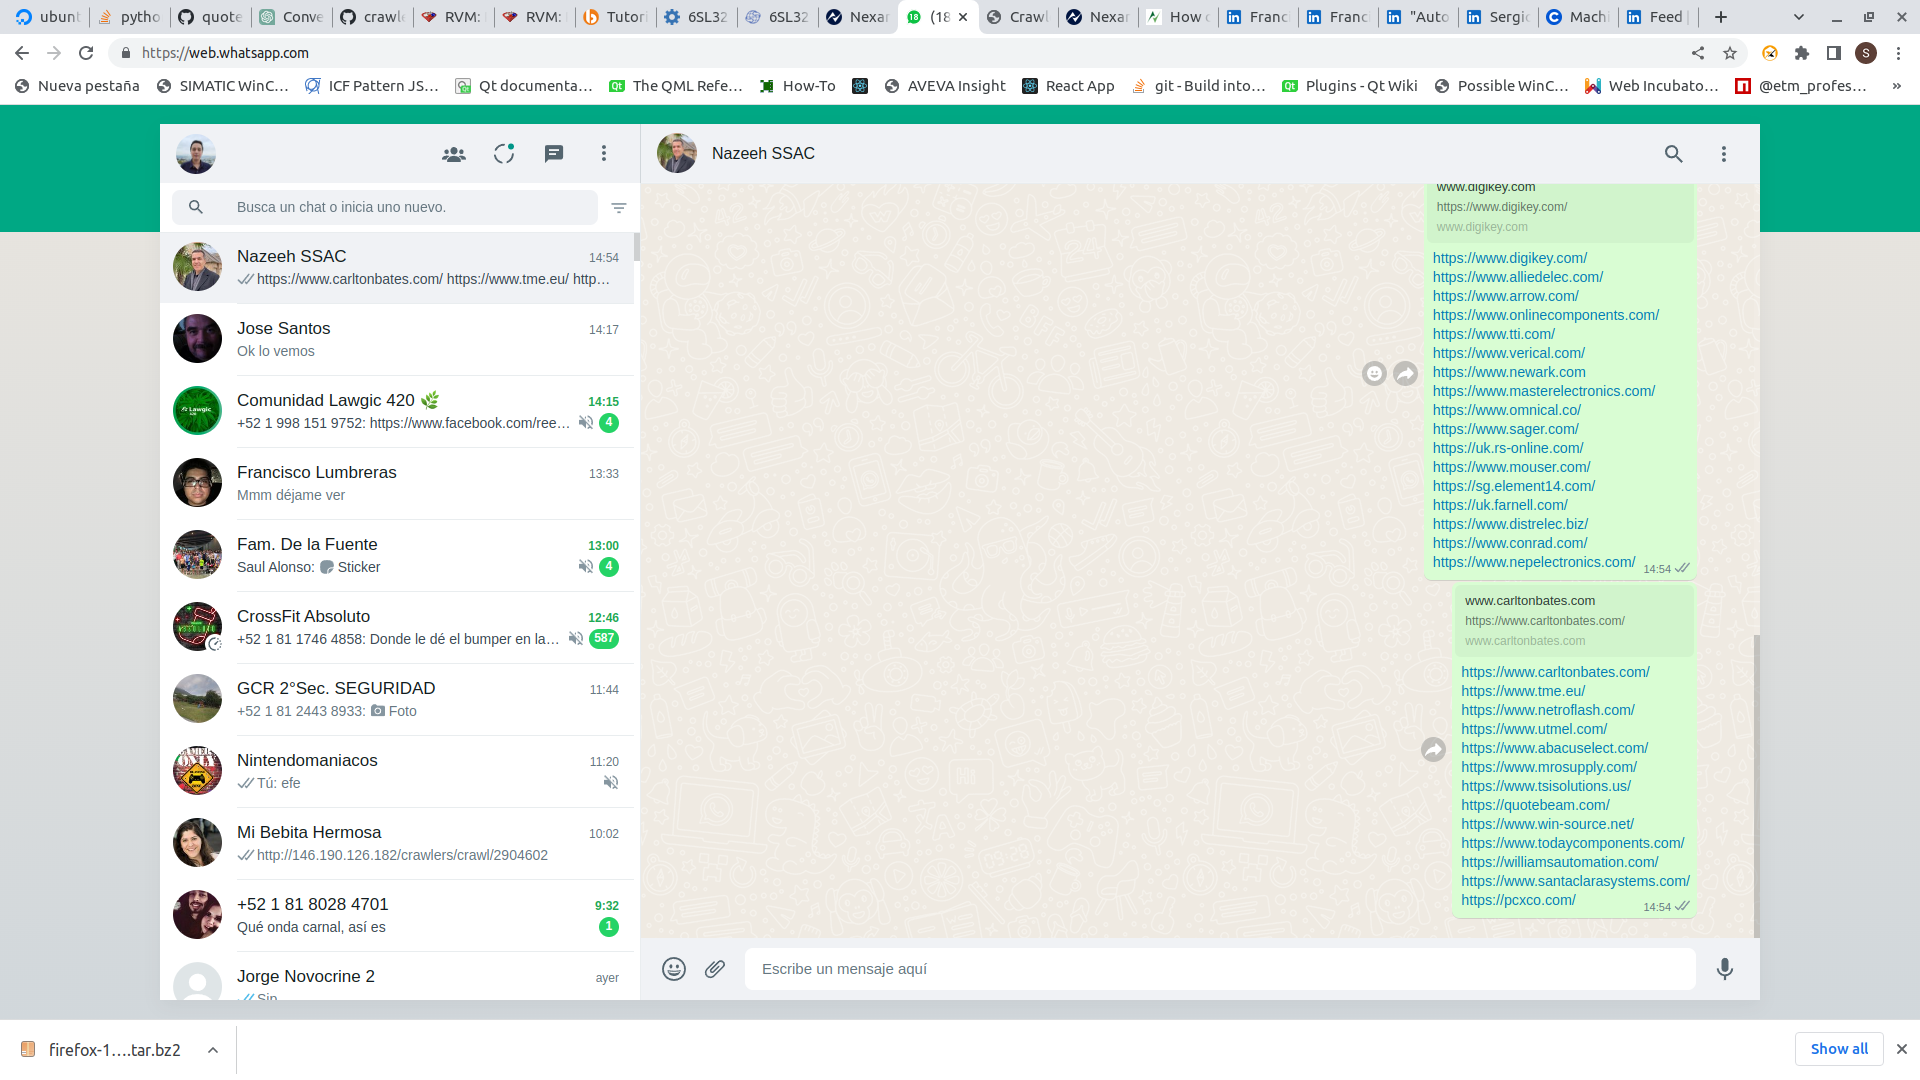 ubunt
pytho
quote
Conve
crawle
RVM:
RVM:
Tutori
6SL32
6SL32
Nexar
(18
Crawl
Nexar
How
Franci
Franci
"Auto
Sergio
Machi
Feed
https://web.whatsapp.com
S
Nueva pestaña
SIMATIC WinC…
ICF Pattern JS…
Qt documenta…
The QML Refe…
How-To
AVEVA Insight
React App
git - Build into…
Plugins - Qt Wiki
Possible WinC…
Web Incubato…
@etm_profes…
»
Nazeeh SSAC
Busca un chat o inicia uno nuevo.
Nazeeh SSAC
14:54
https://www.carltonbates.com/ https://www.tme.eu/ http…
Jose Santos
14:17
Ok lo vemos
Comunidad Lawgic 420 🌿
14:15
+52 1 998 151 9752: https://www.facebook.com/ree…
4
Francisco Lumbreras
13:33
Mmm déjame ver
Fam. De la Fuente
13:00
Saul Alonso: Sticker
4
CrossFit Absoluto
12:46
+52 1 81 1746 4858: Donde le dé el bumper en la…
587
GCR 2°Sec. SEGURIDAD
11:44
+52 1 81 2443 8933: Foto
Nintendomaniacos
11:20
Tú: efe
Mi Bebita Hermosa
10:02
http://146.190.126.182/crawlers/crawl/2904602
+52 1 81 8028 4701
9:32
Qué onda carnal, así es
1
Jorge Novocrine 2
ayer
Sip
www.digikey.com
https://www.digikey.com/
www.digikey.com
https://www.digikey.com/
https://www.alliedelec.com/
https://www.arrow.com/
https://www.onlinecomponents.com/
https://www.tti.com/
https://www.verical.com/
https://www.newark.com
https://www.masterelectronics.com/
https://www.omnical.co/
https://www.sager.com/
https://uk.rs-online.com/
https://www.mouser.com/
https://sg.element14.com/
https://uk.farnell.com/
https://www.distrelec.biz/
https://www.conrad.com/
https://www.nepelectronics.com/
14:54
www.carltonbates.com
https://www.carltonbates.com/
www.carltonbates.com
https://www.carltonbates.com/
https://www.tme.eu/
https://www.netroflash.com/
https://www.utmel.com/
https://www.abacuselect.com/
https://www.mrosupply.com/
https://www.tsisolutions.us/
https://quotebeam.com/
https://www.win-source.net/
https://www.todaycomponents.com/
https://williamsautomation.com/
https://www.santaclarasystems.com/
https://pcxco.com/
14:54
Escribe un mensaje aquí
firefox-1….tar.bz2
Show all